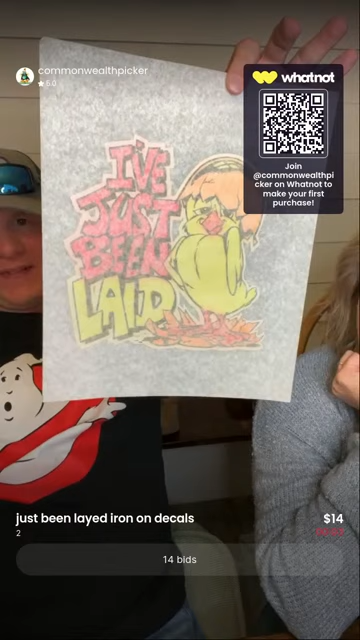 commonwealthpicker
5.0
whatnot
Join
@commonwealthpi
cker on Whatnot to
make your first
purchase!
I'VE
JUST
BEEN
LAID
just been layed iron on decals
$14
2
14 bids